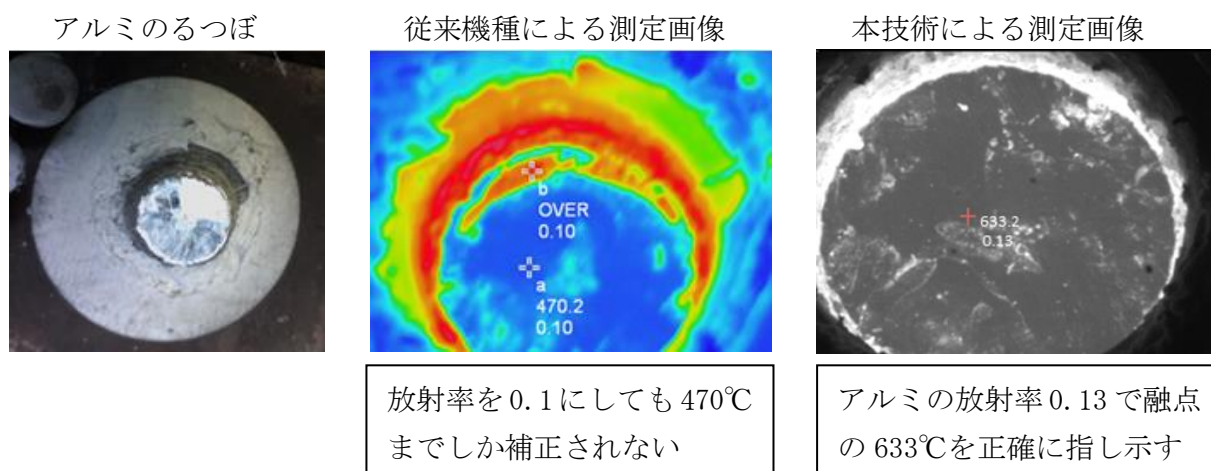 アルミのるつぼ
従来機種による測定画像
本技術による測定画像
b
OVER
0.10
a
470.2
0.10
633.2
0.13
放射率を0.1にしても470℃
までしか補正されない
アルミの放射率0.13で融点
の633℃を正確に指し示す